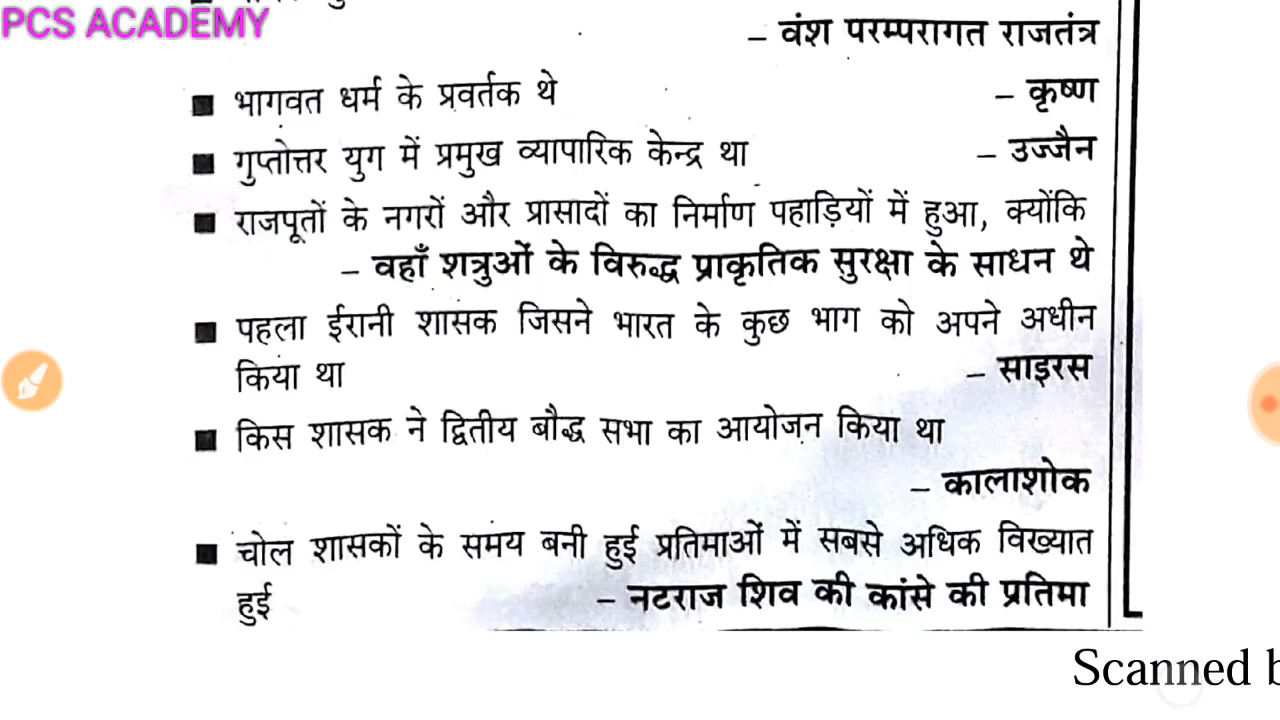 PCS ACADEMY
– वंश परम्परागत राजतंत्र
■ भागवत धर्म के प्रवर्तक थे – कृष्ण
■ गुप्तोत्तर युग में प्रमुख व्यापारिक केन्द्र था – उज्जैन
■ राजपूतों के नगरों और प्रासादों का निर्माण पहाड़ियों में हुआ, क्योंकि
– वहाँ शत्रुओं के विरुद्ध प्राकृतिक सुरक्षा के साधन थे
■ पहला ईरानी शासक जिसने भारत के कुछ भाग को अपने अधीन
किया था – साइरस
■ किस शासक ने द्वितीय बौद्ध सभा का आयोजन किया था
– कालाशोक
■ चोल शासकों के समय बनी हुई प्रतिमाओं में सबसे अधिक विख्यात
हुई – नटराज शिव की कांसे की प्रतिमा
Scanned b